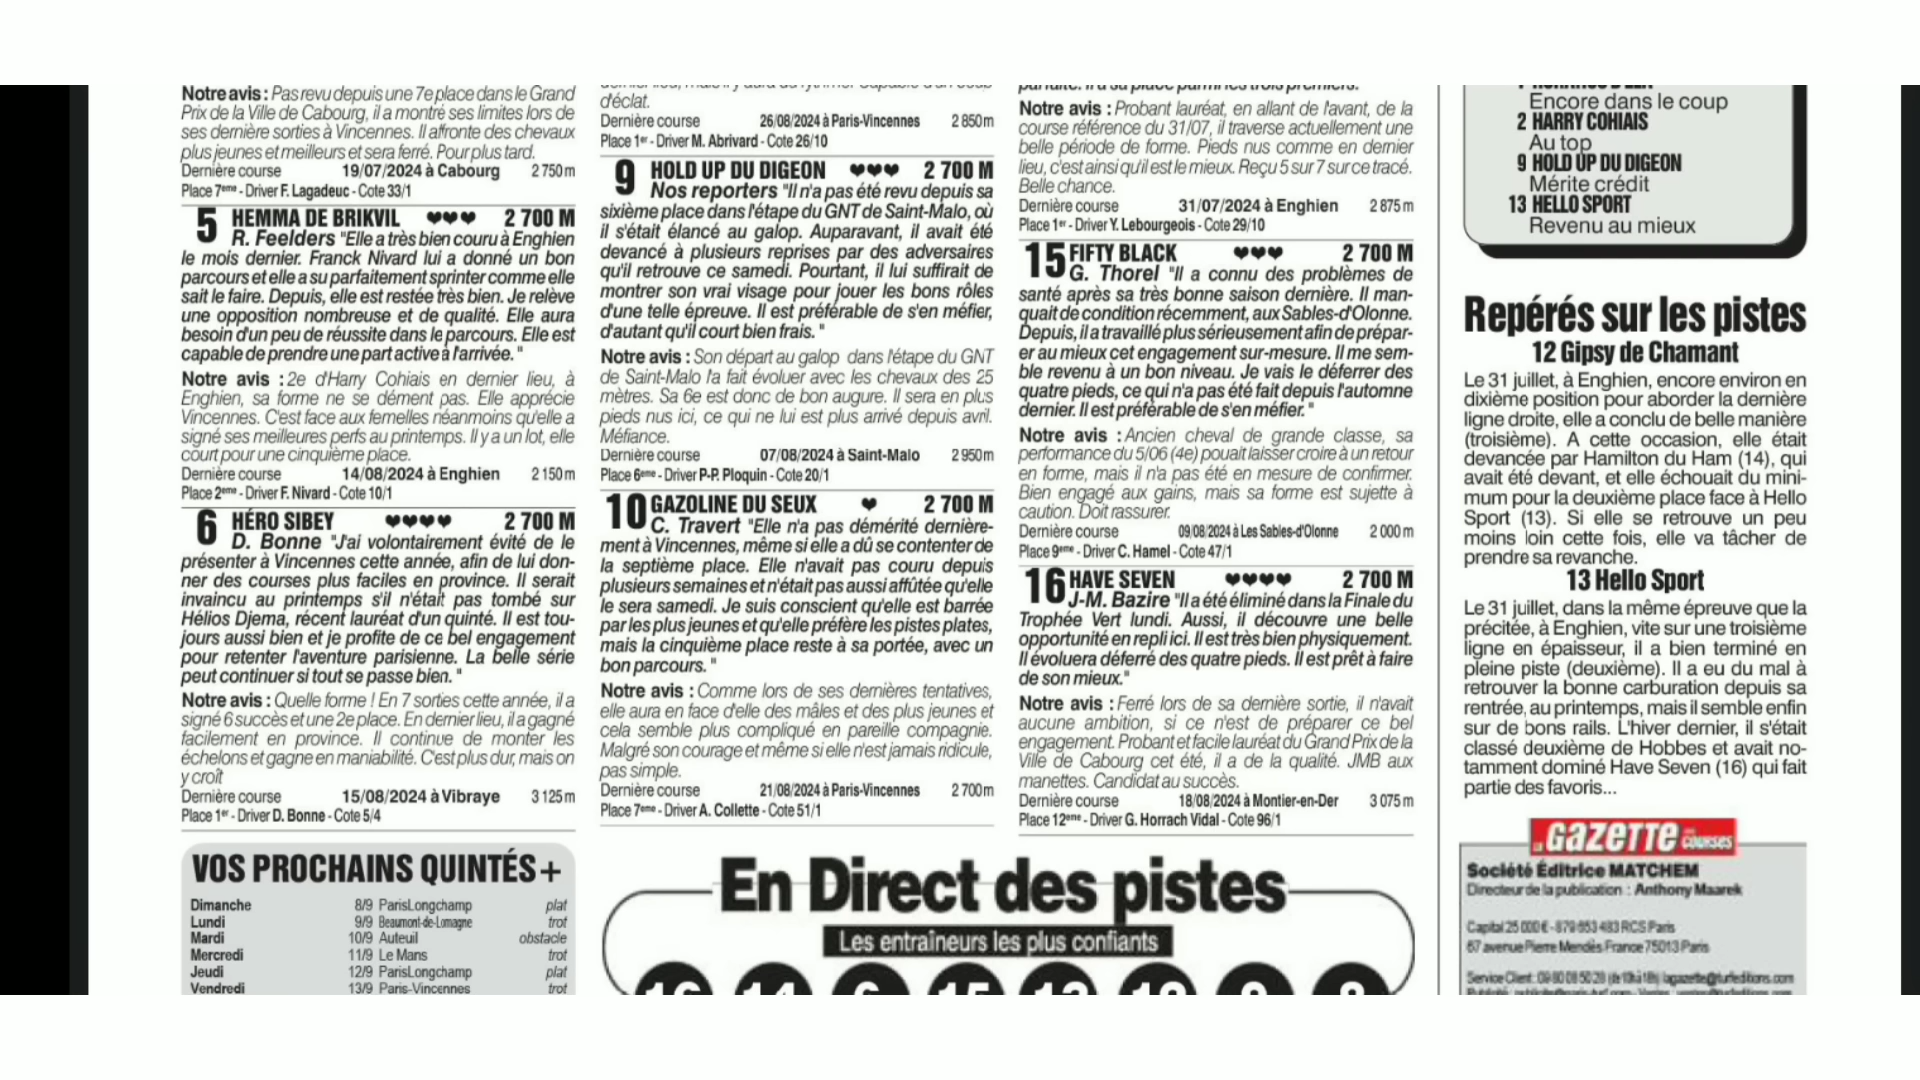 Notre avis : Pas revu depuis une 7e place dans le Grand
Prix de la Ville de Cabourg, il a montré ses limites lors de
ses dernière sorties à Vincennes. Il affronte des chevaux
plus jeunes et meilleurs et sera ferré. Pour plus tard.
Dernière course 19/07/2024 à Cabourg 2 750 m
Place 7eme - Driver F. Lagadeuc - Cote 33/1
5 HEMMA DE BRIKVIL ♥♥♥ 2 700 M
R. Feelders "Elle a très bien couru à Enghien
le mois dernier. Franck Nivard lui a donné un bon
parcours et elle a su parfaitement sprinter comme elle
sait le faire. Depuis, elle est restée très bien. Je relève
une opposition nombreuse et de qualité. Elle aura
besoin d'un peu de réussite dans le parcours. Elle est
capable de prendre une part active à l'arrivée. "
Notre avis : 2e d'Harry Cohiais en dernier lieu, à
Enghien, sa forme ne se dément pas. Elle apprécie
Vincennes. C'est face aux femelles néanmoins qu'elle a
signé ses meilleures perfs au printemps. Il y a un lot, elle
court pour une cinquième place.
Dernière course 14/08/2024 à Enghien 2 150 m
Place 2eme - Driver F. Nivard - Cote 10/1
6 HÉRO SIBEY ♥♥♥♥ 2 700 M
D. Bonne "J'ai volontairement évité de le
présenter à Vincennes cette année, afin de lui don-
ner des courses plus faciles en province. Il serait
invaincu au printemps s'il n'était pas tombé sur
Hélios Djema, récent lauréat d'un quinté. Il est tou-
jours aussi bien et je profite de ce bel engagement
pour retenter l'aventure parisienne. La belle série
peut continuer si tout se passe bien. "
Notre avis : Quelle forme ! En 7 sorties cette année, il a
signé 6 succès et une 2e place. En dernier lieu, il a gagné
facilement en province. Il continue de monter les
échelons et gagne en maniabilité. C'est plus dur, mais on
y croît
Dernière course 15/08/2024 à Vibraye 3 125 m
Place 1er - Driver D. Bonne - Cote 5/4
VOS PROCHAINS QUINTÉS+
Dimanche 8/9 ParisLongchamp plat
Lundi 9/9 Beaumont-de-Lomagne trot
Mardi 10/9 Auteuil obstacle
Mercredi 11/9 Le Mans trot
Jeudi 12/9 ParisLongchamp plat
Vendredi 13/9 Paris-Vincennes trot
d'éclat.
Dernière course 26/08/2024 à Paris-Vincennes 2 850 m
Place 1er - Driver M. Abrivard - Cote 26/10
9 HOLD UP DU DIGEON ♥♥♥ 2 700 M
Nos reporters "Il n'a pas été revu depuis sa
sixième place dans l'étape du GNT de Saint-Malo, où
il s'était élancé au galop. Auparavant, il avait été
devancé à plusieurs reprises par des adversaires
qu'il retrouve ce samedi. Pourtant, il lui suffirait de
montrer son vrai visage pour jouer les bons rôles
d'une telle épreuve. Il est préférable de s'en méfier,
d'autant qu'il court bien frais. "
Notre avis : Son départ au galop dans l'étape du GNT
de Saint-Malo l'a fait évoluer avec les chevaux des 25
mètres. Sa 6e est donc de bon augure. Il sera en plus
pieds nus ici, ce qui ne lui est plus arrivé depuis avril.
Méfiance.
Dernière course 07/08/2024 à Saint-Malo 2 950 m
Place 6eme - Driver P-P. Ploquin - Cote 20/1
10 GAZOLINE DU SEUX ♥ 2 700 M
C. Travert "Elle n'a pas démérité dernière-
ment à Vincennes, même si elle a dû se contenter de
la septième place. Elle n'avait pas couru depuis
plusieurs semaines et n'était pas aussi affûtée qu'elle
le sera samedi. Je suis conscient qu'elle est barrée
par les plus jeunes et qu'elle préfère les pistes plates,
mais la cinquième place reste à sa portée, avec un
bon parcours. "
Notre avis : Comme lors de ses dernières tentatives,
elle aura en face d'elle des mâles et des plus jeunes et
cela semble plus compliqué en pareille compagnie.
Malgré son courage et même si elle n'est jamais ridicule,
pas simple.
Dernière course 21/08/2024 à Paris-Vincennes 2 700 m
Place 7eme - Driver A. Collette - Cote 51/1
parfaite. Il a sa place parmi les trois premiers."
Notre avis : Probant lauréat, en allant de l'avant, de la
course référence du 31/07, il traverse actuellement une
belle période de forme. Pieds nus comme en dernier
lieu, c'est ainsi qu'il est le mieux. Reçu 5 sur 7 sur ce tracé.
Belle chance.
Dernière course 31/07/2024 à Enghien 2 875 m
Place 1er - Driver Y. Lebourgeois - Cote 29/10
15 FIFTY BLACK ♥♥♥ 2 700 M
G. Thorel "Il a connu des problèmes de
santé après sa très bonne saison dernière. Il man-
quait de condition récemment, aux Sables-d'Olonne.
Depuis, il a travaillé plus sérieusement afin de prépar-
er au mieux cet engagement sur-mesure. Il me sem-
ble revenu à un bon niveau. Je vais le déferrer des
quatre pieds, ce qui n'a pas été fait depuis l'automne
dernier. Il est préférable de s'en méfier. "
Notre avis : Ancien cheval de grande classe, sa
performance du 5/06 (4e) pouait laisser croire à un retour
en forme, mais il n'a pas été en mesure de confirmer.
Bien engagé aux gains, mais sa forme est sujette à
caution. Doit rassurer.
Dernière course 09/08/2024 à Les Sables-d'Olonne 2 000 m
Place 9eme - Driver C. Hamel - Cote 47/1
16 HAVE SEVEN ♥♥♥♥ 2 700 M
J-M. Bazire "Il a été éliminé dans la Finale du
Trophée Vert lundi. Aussi, il découvre une belle
opportunité en repli ici. Il est très bien physiquement.
Il évoluera déferré des quatre pieds. Il est prêt à faire
de son mieux."
Notre avis : Ferré lors de sa dernière sortie, il n'avait
aucune ambition, si ce n'est de préparer ce bel
engagement. Probant et facile lauréat du Grand Prix de la
Ville de Cabourg cet été, il a de la qualité. JMB aux
manettes. Candidat au succès.
Dernière course 18/08/2024 à Montier-en-Der 3 075 m
Place 12eme - Driver G. Horrach Vidal - Cote 96/1
En Direct des pistes
Les entraîneurs les plus confiants
Encore dans le coup
2 HARRY COHIAIS
Au top
9 HOLD UP DU DIGEON
Mérite crédit
13 HELLO SPORT
Revenu au mieux
Repérés sur les pistes
12 Gipsy de Chamant
Le 31 juillet, à Enghien, encore environ en
dixième position pour aborder la dernière
ligne droite, elle a conclu de belle manière
(troisième). A cette occasion, elle était
devancée par Hamilton du Ham (14), qui
avait été devant, et elle échouait du mini-
mum pour la deuxième place face à Hello
Sport (13). Si elle se retrouve un peu
moins loin cette fois, elle va tâcher de
prendre sa revanche.
13 Hello Sport
Le 31 juillet, dans la même épreuve que la
précitée, à Enghien, vite sur une troisième
ligne en épaisseur, il a bien terminé en
pleine piste (deuxième). Il a eu du mal à
retrouver la bonne carburation depuis sa
rentrée, au printemps, mais il semble enfin
sur de bons rails. L'hiver dernier, il s'était
classé deuxième de Hobbes et avait no-
tamment dominé Have Seven (16) qui fait
partie des favoris...
La GAZETTE des COURSES
Société Éditrice MATCHEM
Directeur de la publication : Anthony Maarek
Capital 25 000 € - 879 653 483 RCS Paris
67 avenue Pierre Mendès France 75013 Paris
Service Client : 09 80 08 50 28 (de 10h à 16h) lagazette@turfeditions.com